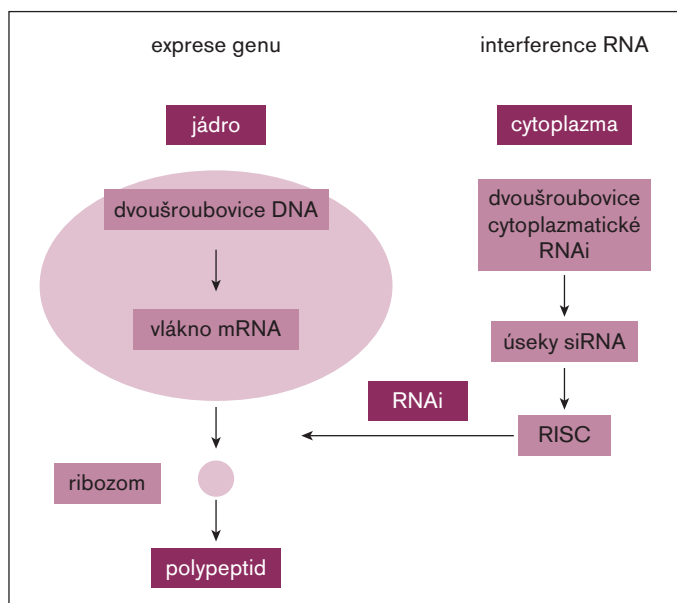 exprese genu
interference RNA
jádro
cytoplazma
dvoušroubovice DNA
dvoušroubovice
cytoplazmatické
RNAi
vlákno mRNA
úseky siRNA
RNAi
RISC
ribozom
polypeptid